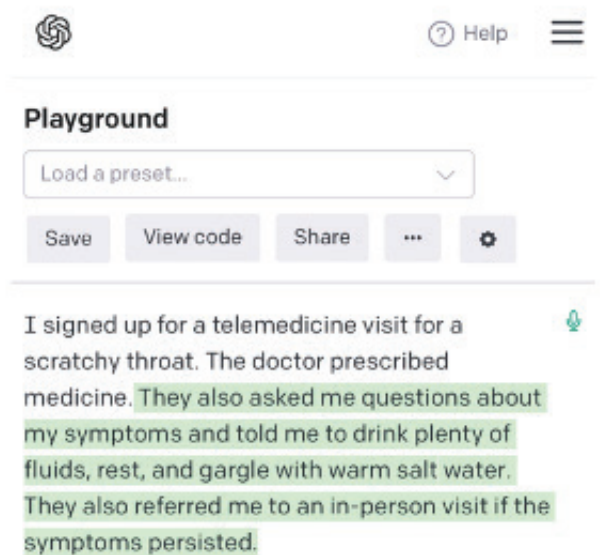 Help
Playground
Load a preset...
Save View code Share ...
I signed up for a telemedicine visit for a
scratchy throat. The doctor prescribed
medicine. They also asked me questions about
my symptoms and told me to drink plenty of
fluids, rest, and gargle with warm salt water.
They also referred me to an in-person visit if the
symptoms persisted.